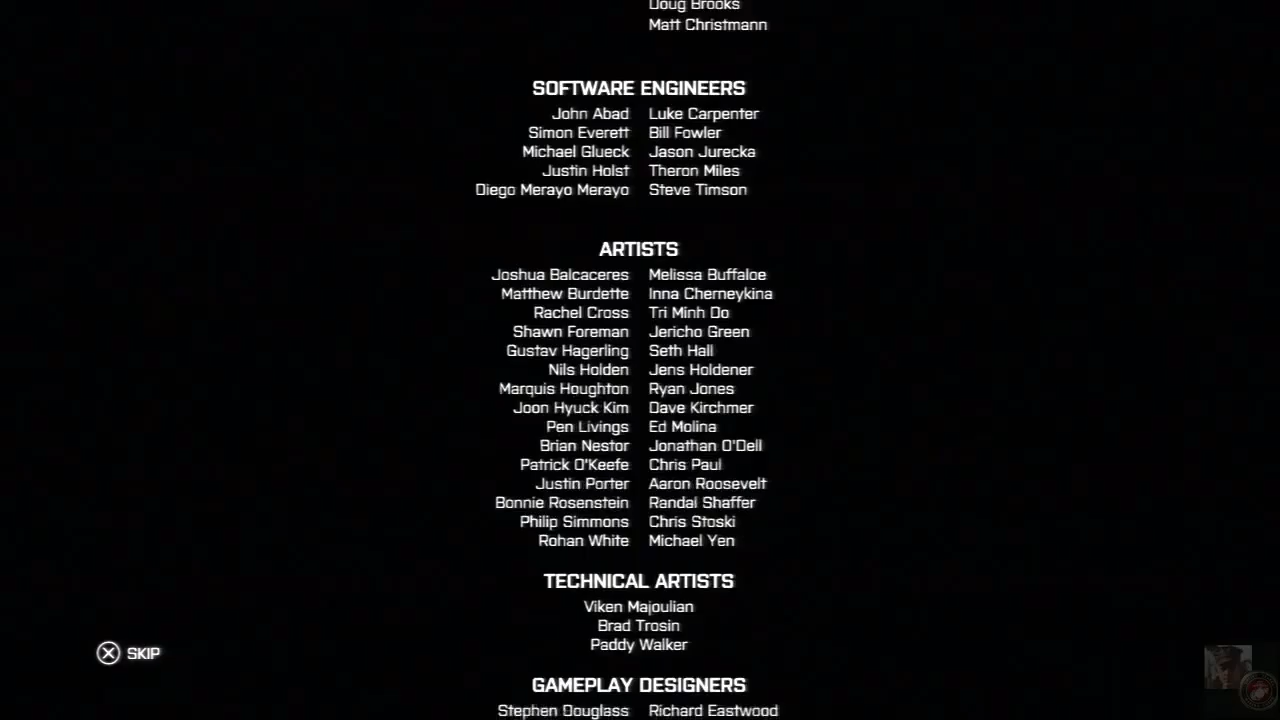 Doug Brooks
Matt Christmann
SOFTWARE ENGINEERS
John Abad Luke Carpenter
Simon Everett Bill Fowler
Michael Glueck Jason Jurecka
Justin Holst Theron Miles
Diego Merayo Merayo Steve Timson
ARTISTS
Joshua Balcaceres Melissa Buffaloe
Matthew Burdette Inna Cherneykina
Rachel Cross Tri Minh Do
Shawn Foreman Jericho Green
Gustav Hagerling Seth Hall
Nils Holden Jens Holdener
Marquis Houghton Ryan Jones
Joon Hyuck Kim Dave Kirchmer
Pen Livings Ed Molina
Brian Nestor Jonathan O'Dell
Patrick O'Keefe Chris Paul
Justin Porter Aaron Roosevelt
Bonnie Rosenstein Randal Shaffer
Philip Simmons Chris Stoski
Rohan White Michael Yen
TECHNICAL ARTISTS
Viken Majoulian
Brad Trosin
Paddy Walker
SKIP
GAMEPLAY DESIGNERS
Stephen Douglass Richard Eastwood